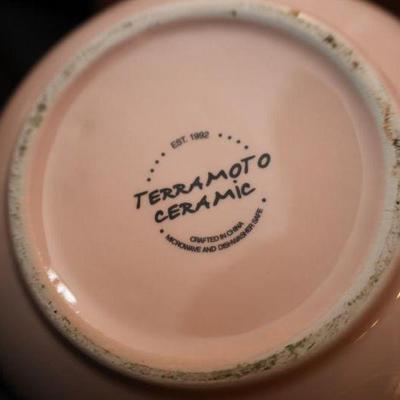 EST. 1992
TERRAMOTO
CERAMIC
CRAFTED IN CHINA
MICROWAVE AND DISHWASHER SAFE